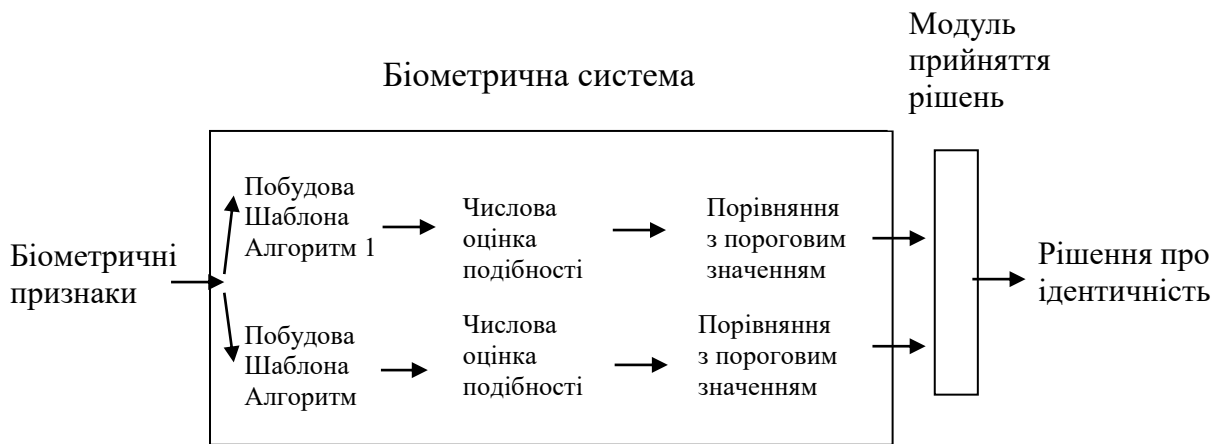 Модуль
прийняття
рішень
Біометрична система
Біометричні
признаки
Побудова
Шаблона
Алгоритм 1
Числова
оцінка
подібності
Порівняння
з пороговим
значенням
Побудова
Шаблона
Алгоритм
Числова
оцінка
подібності
Порівняння
з пороговим
значенням
Рішення про
ідентичність